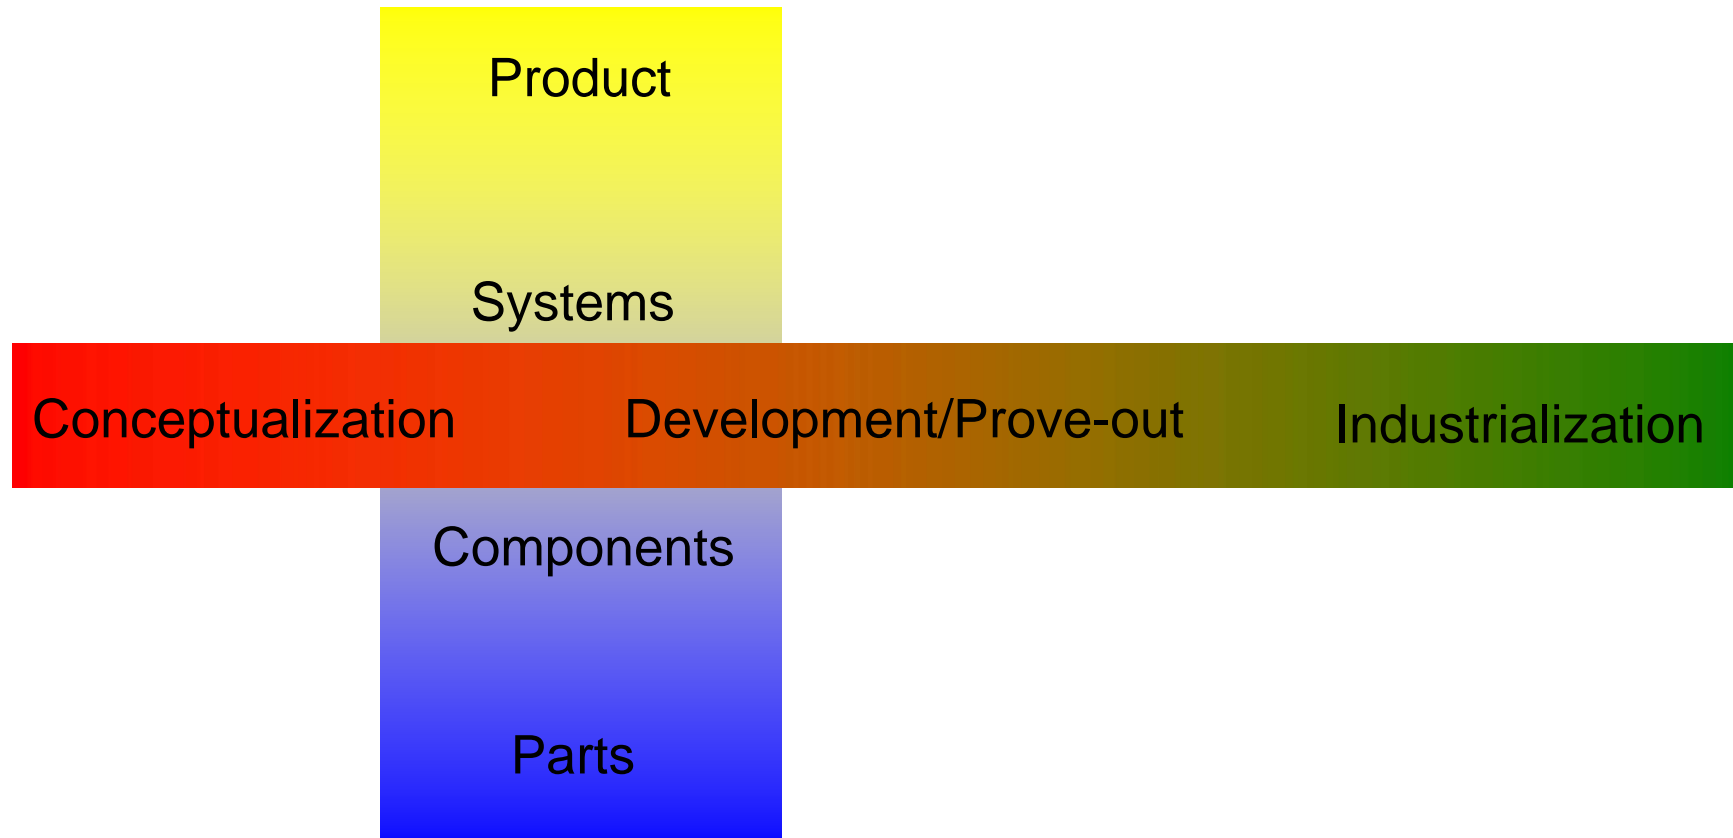 Product
Systems
Conceptualization Development/Prove-out Industrialization
Components
Parts